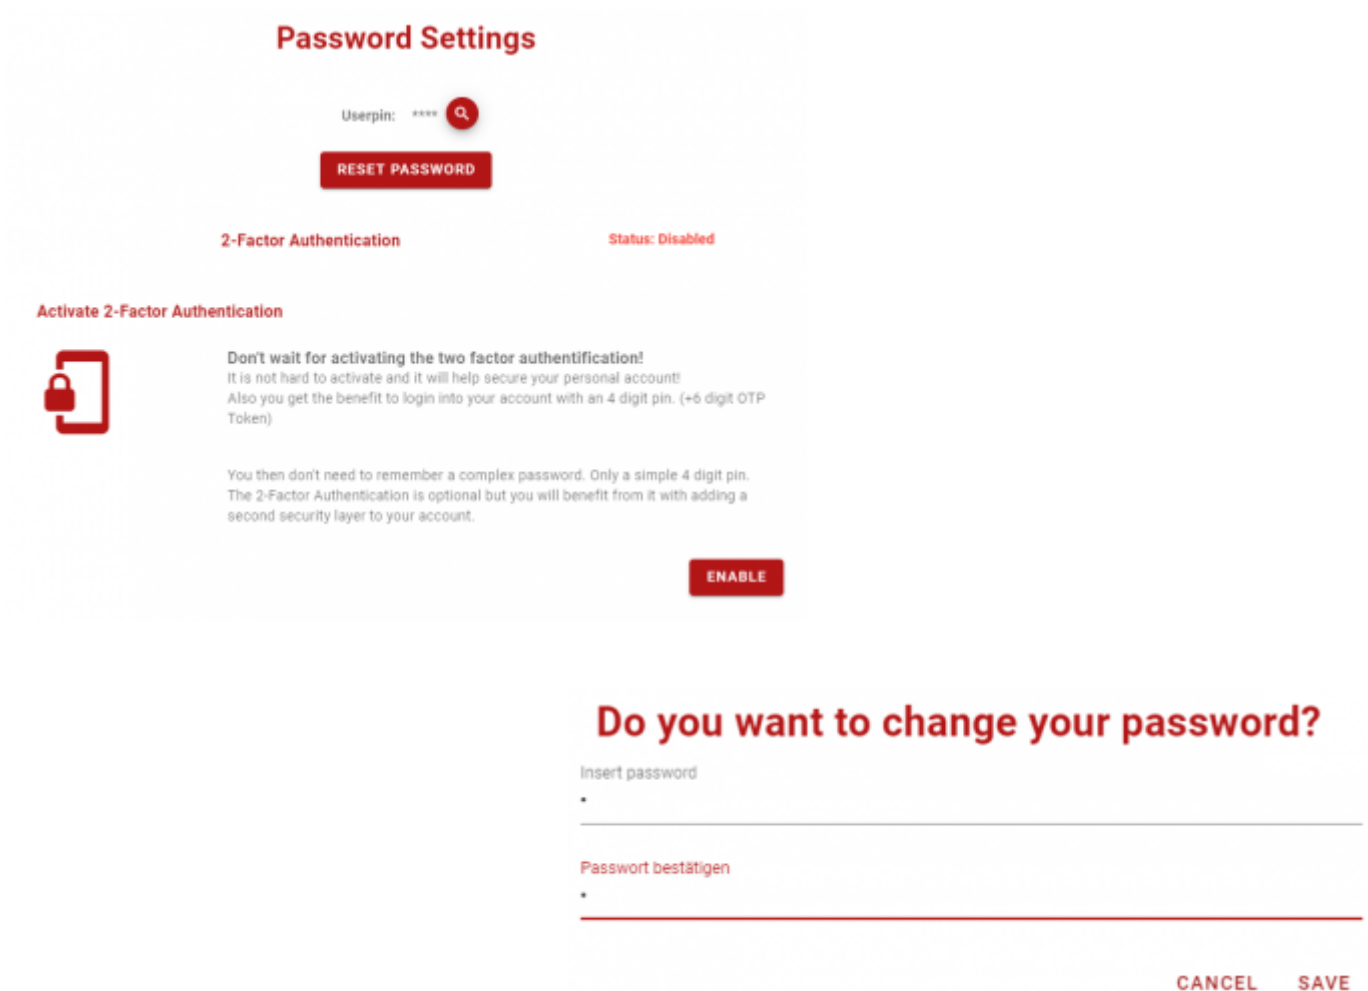 Password Settings
Userpin: ****
RESET PASSWORD
2-Factor Authentication Status: Disabled
Activate 2-Factor Authentication
Don't wait for activating the two factor authentification!
It is not hard to activate and it will help secure your personal account!
Also you get the benefit to login into your account with an 4 digit pin. (+6 digit OTP
Token)
You then don't need to remember a complex password. Only a simple 4 digit pin.
The 2-Factor Authentication is optional but you will benefit from it with adding a
second security layer to your account.
ENABLE
Do you want to change your password?
Insert password
•
Passwort bestätigen
•
CANCEL SAVE